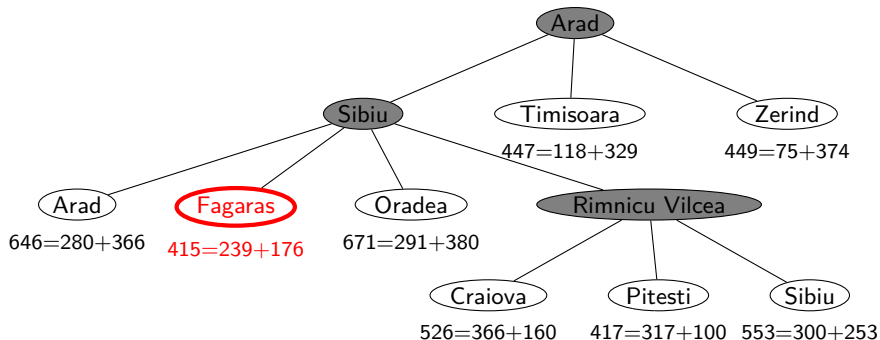 Arad
Sibiu
Timisoara
Zerind
447=118+329
449=75+374
Arad
Fagaras
Oradea
Rimnicu Vilcea
646=280+366
415=239+176
671=291+380
Craiova
Pitesti
Sibiu
526=366+160
417=317+100
553=300+253